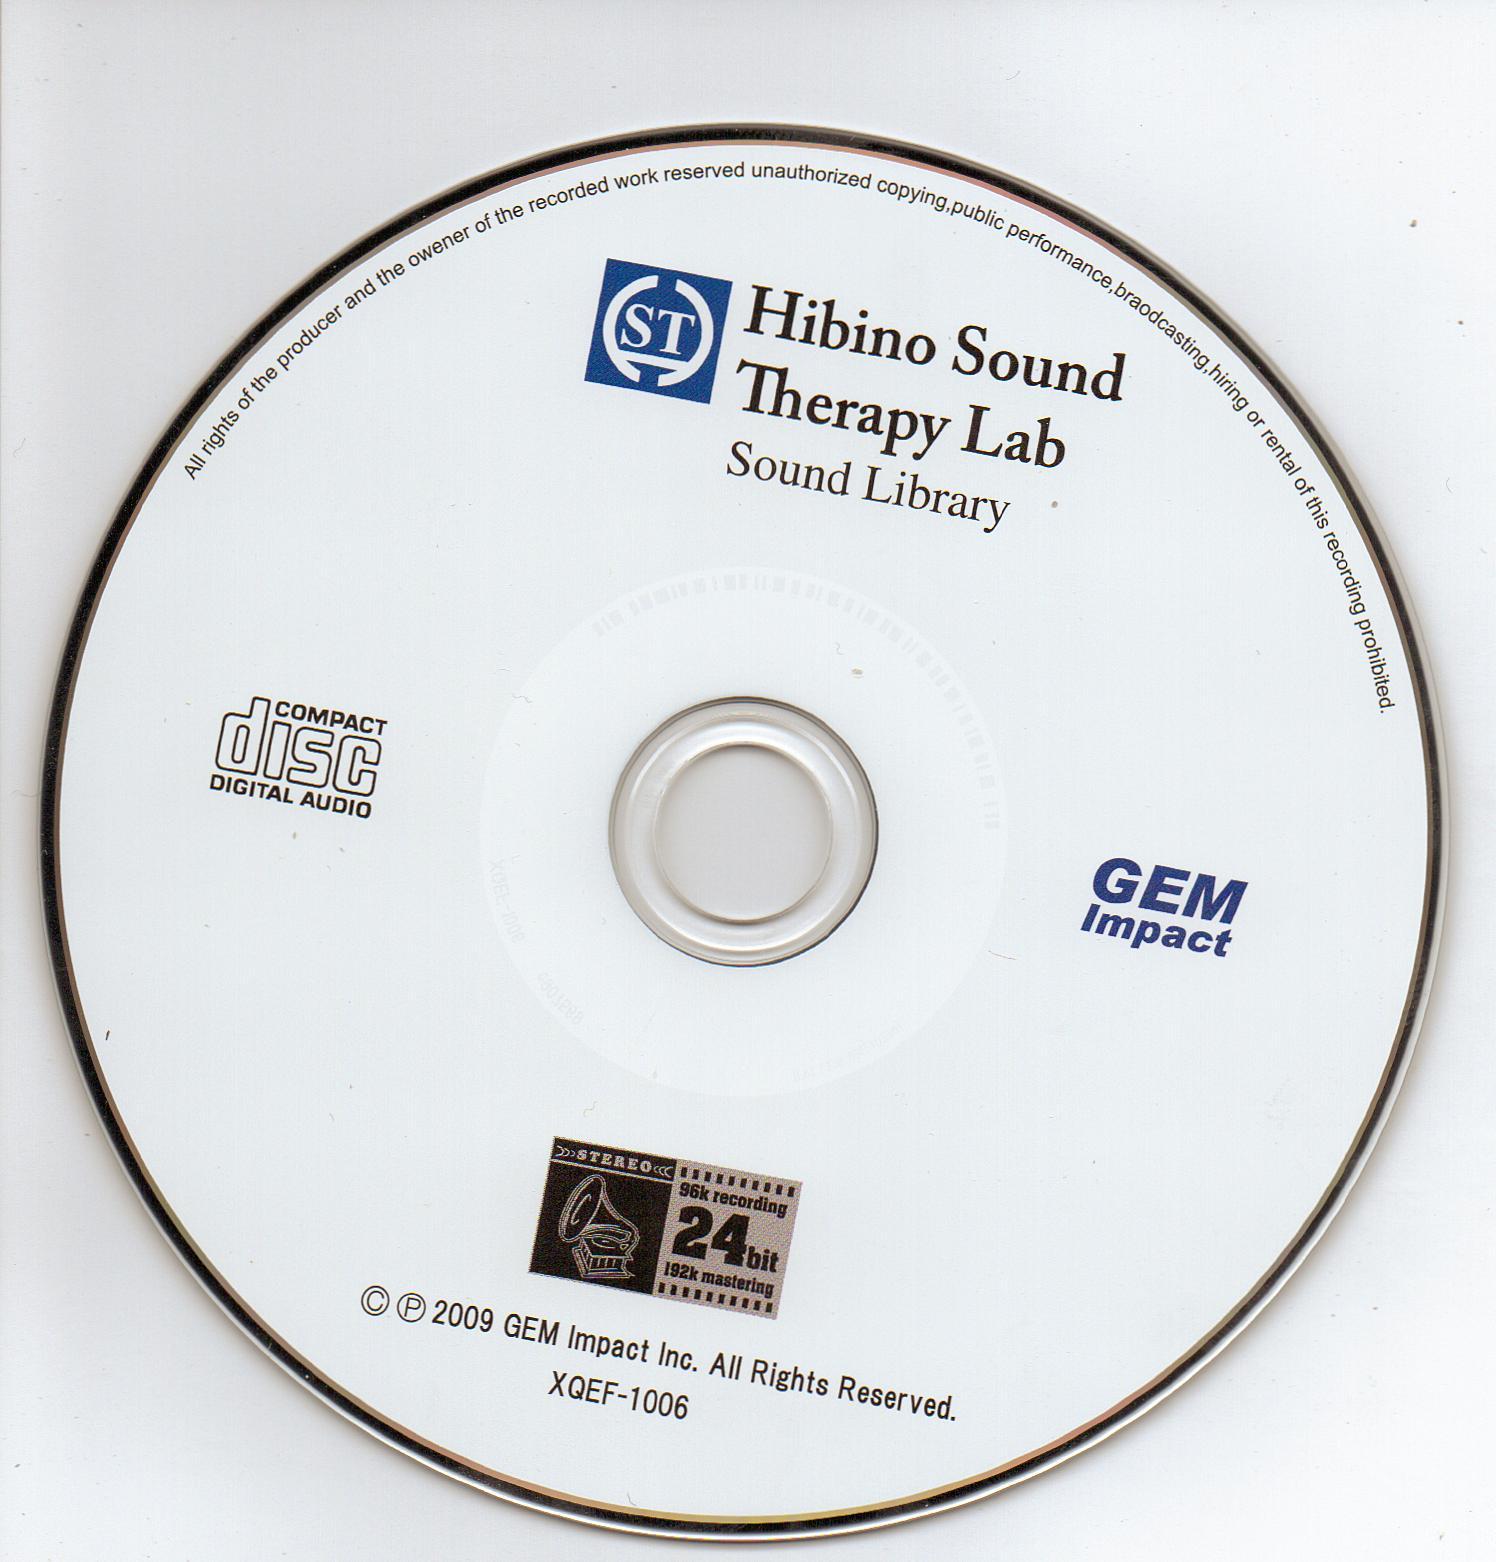 All rights of the producer and the owener of the recorded work reserved unauthorized copying,public performance,braodcasting,hiring or rental of this recording prohibited.
ST
Hibino Sound
Therapy Lab
Sound Library
COMPACT
disc
DIGITAL AUDIO
GEM
Impact
STEREO
96k recording
24bit
192k mastering
© ℗ 2009 GEM Impact Inc. All Rights Reserved.
XQEF-1006